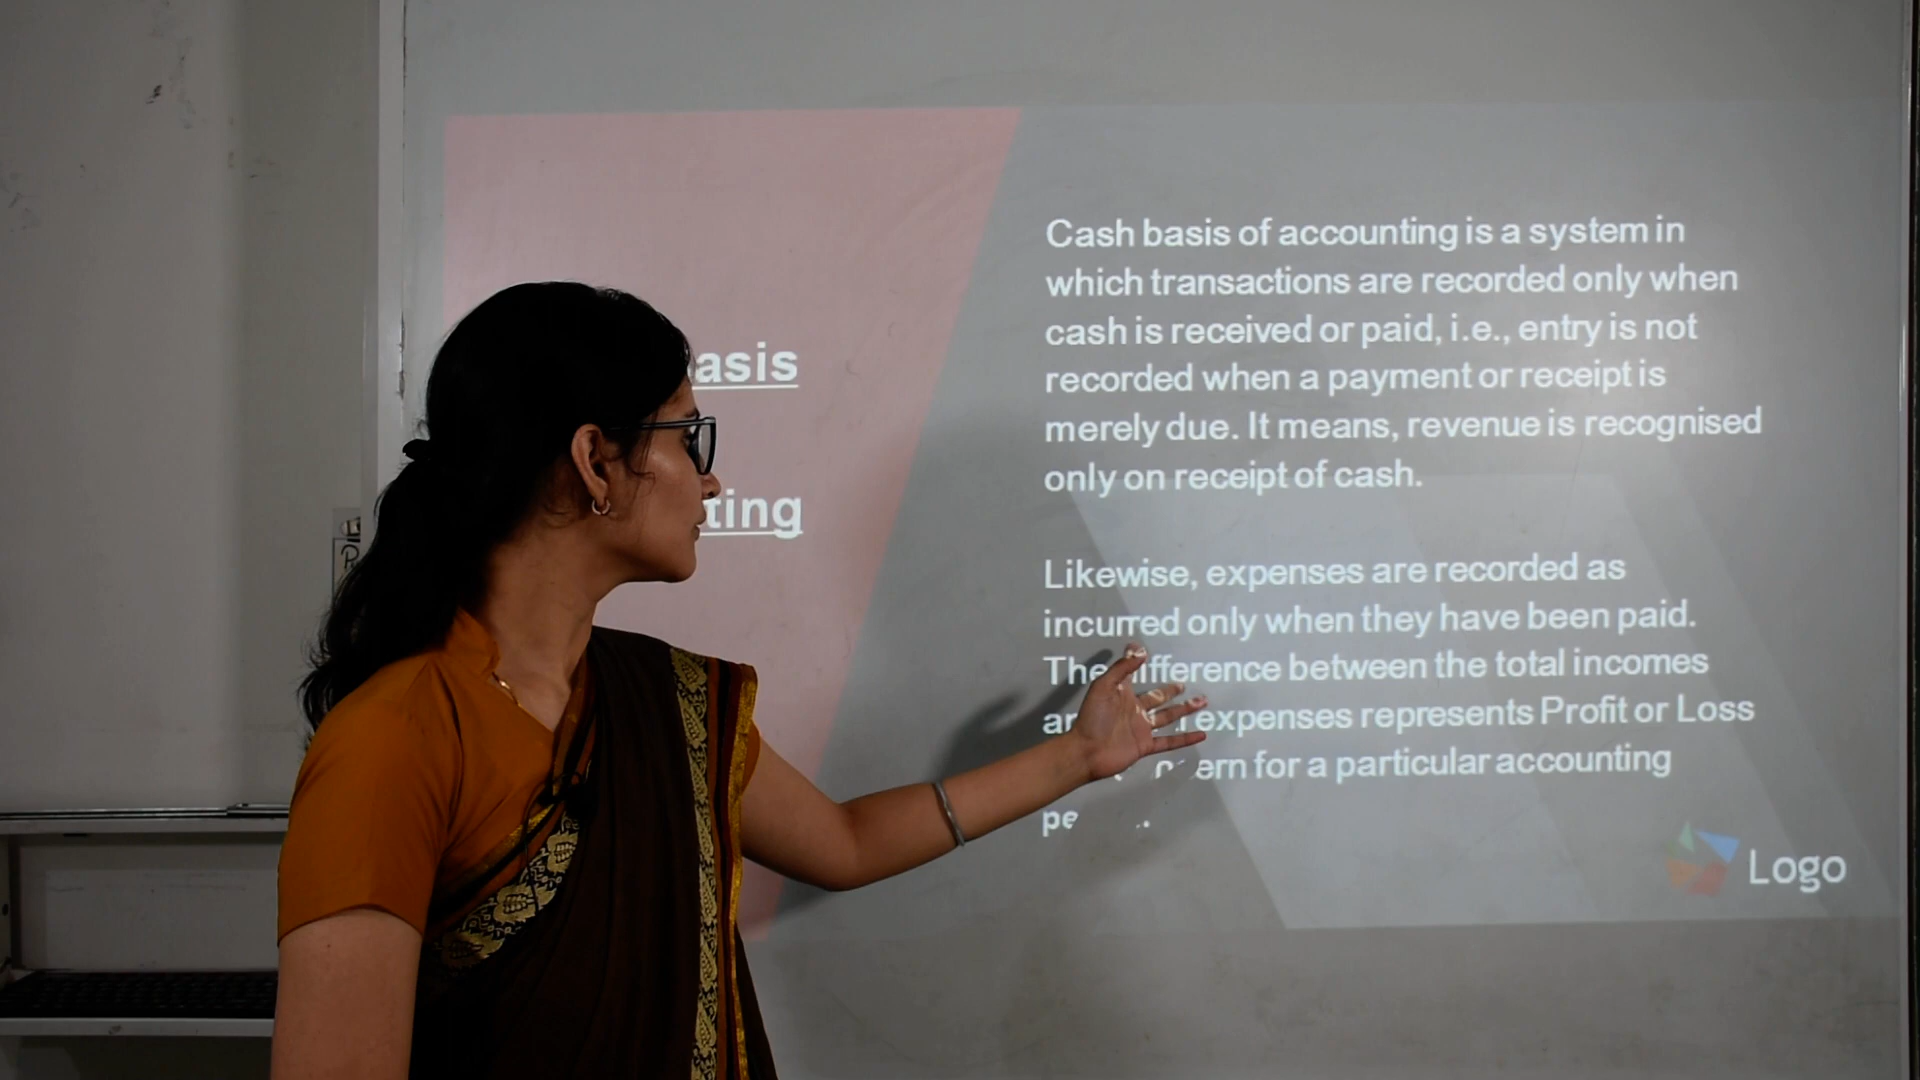 asis
ting
Cash basis of accounting is a system in
which transactions are recorded only when
cash is received or paid, i.e., entry is not
recorded when a payment or receipt is
merely due. It means, revenue is recognised
only on receipt of cash.
Likewise, expenses are recorded as
incurred only when they have been paid.
The difference between the total incomes
expenses represents Profit or Loss
for a particular accounting
Logo